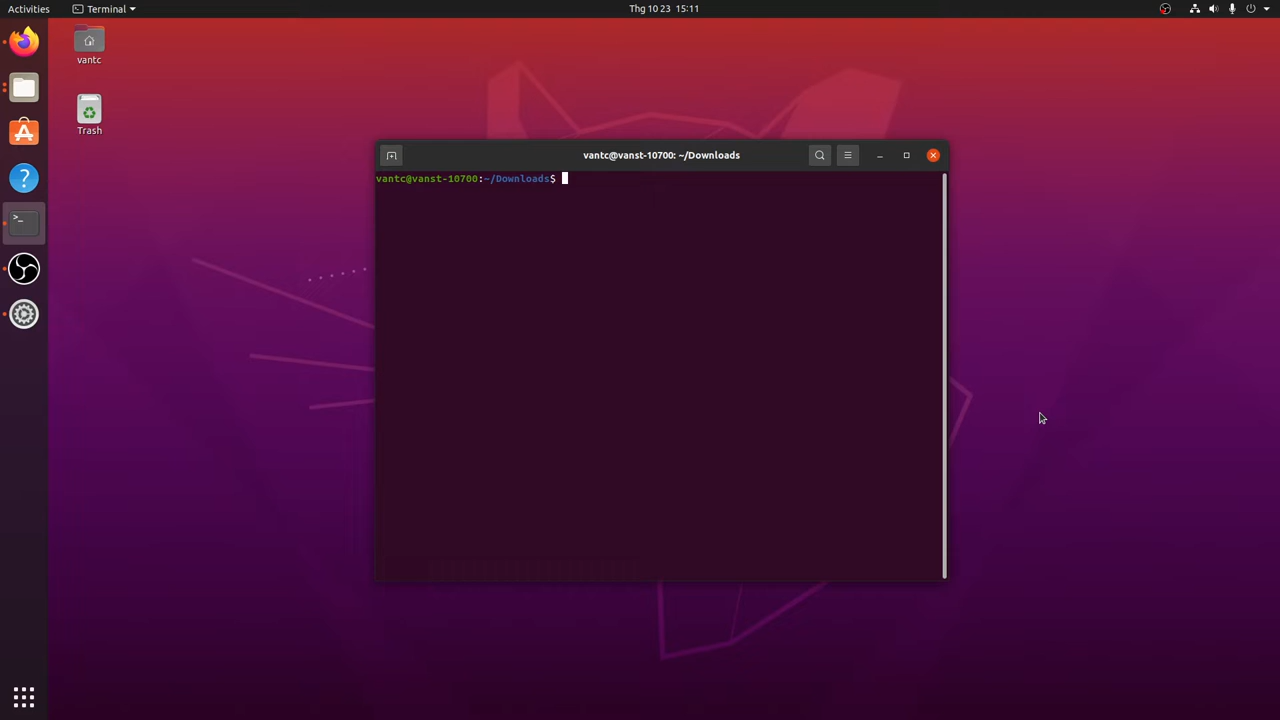 Activities
Terminal
Thg 10 23 15:11
vantc
Trash
vantc@vanst-10700: ~/Downloads
vantc@vanst-10700:~/Downloads$